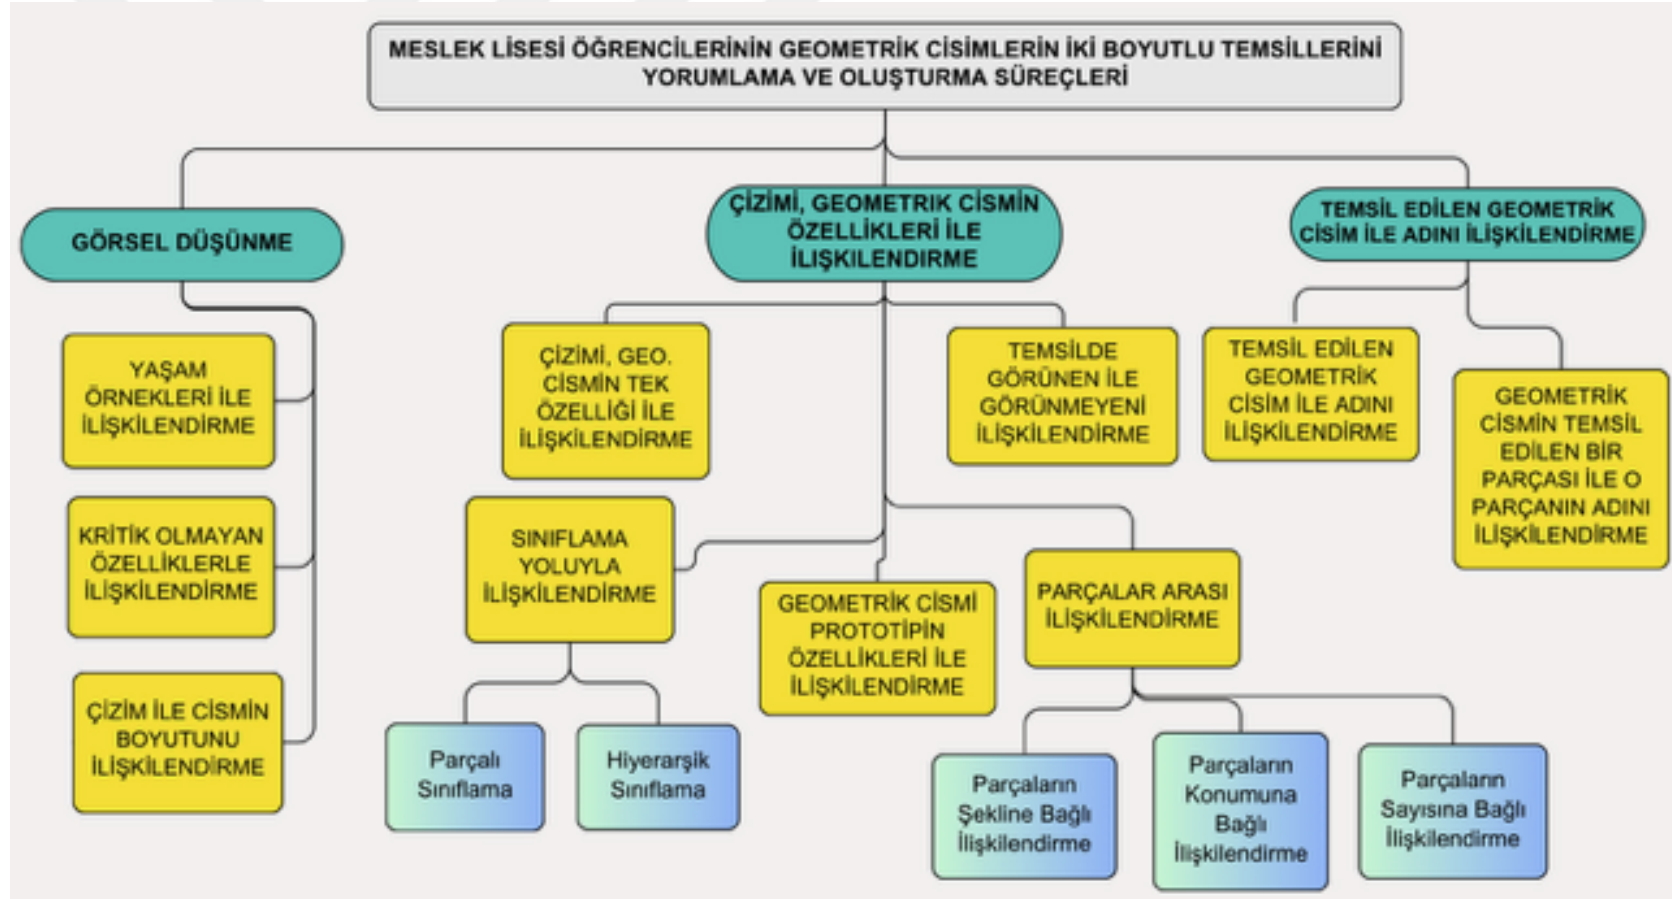 MESLEK LİSESİ ÖĞRENCİLERİNİN GEOMETRİK CİSİMLERİN İKİ BOYUTLU TEMSİLLERİNİ
YORUMLAMA VE OLUŞTURMA SÜREÇLERİ
GÖRSEL DÜŞÜNME
YAŞAM
ÖRNEKLERİ İLE
İLİŞKİLENDİRME
KRİTİK OLMAYAN
ÖZELLİKLERLE
İLİŞKİLENDİRME
ÇİZİM İLE CİSMİN
BOYUTUNU
İLİŞKİLENDİRME
ÇİZİMİ, GEOMETRIK CİSMİN
ÖZELLİKLERİ İLE
İLIŞKILENDIRME
ÇİZİMİ, GEO.
CİSMİN TEK
ÖZELLİĞİ İLE
İLİŞKİLENDİRME
TEMSİLDE
GÖRÜNEN İLE
GÖRÜNMEYENİ
İLİŞKİLENDİRME
SINIFLAMA
YOLUYLA
İLİŞKİLENDİRME
Parçalı
Sınıflama
Hiyerarşik
Sınıflama
GEOMETRİK CİSMİ
PROTOTİPİN
ÖZELLİKLERİ İLE
İLİŞKİLENDİRME
PARÇALAR ARASI
İLİŞKİLENDİRME
Parçaların
Şekline Bağlı
İlişkilendirme
Parçaların
Konumuna
Bağlı
İlişkilendirme
Parçaların
Sayısına Bağlı
İlişkilendirme
TEMSİL EDİLEN GEOMETRİK
CİSİM İLE ADINI İLİŞKİLENDİRME
TEMSİL EDİLEN
GEOMETRİK
CİSİM İLE ADINI
İLİŞKİLENDİRME
GEOMETRİK
CİSMİN TEMSİL
EDİLEN BİR
PARÇASI İLE O
PARÇANIN ADINI
İLİŞKİLENDİRME